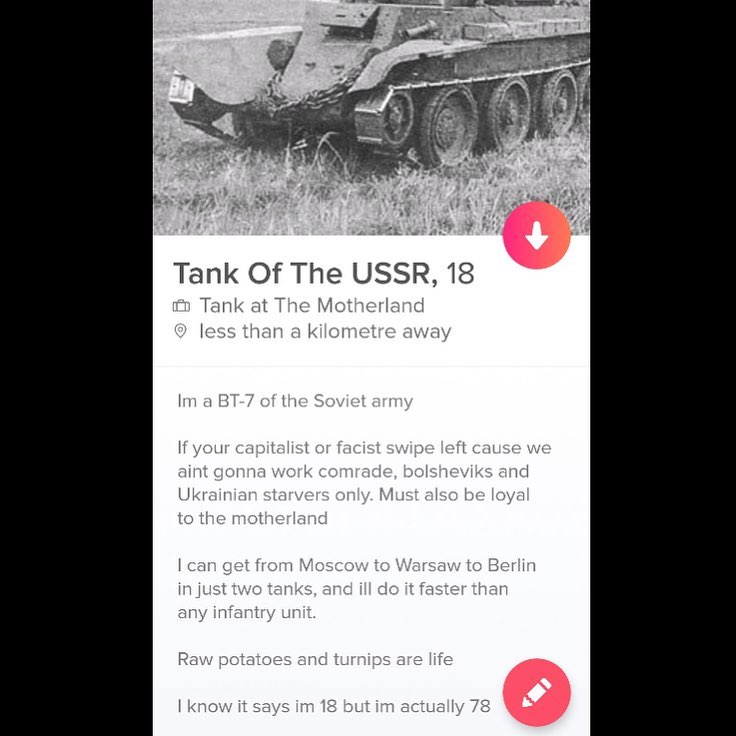 Tank Of The USSR, 18
Tank at The Motherland
less than a kilometre away
Im a BT-7 of the Soviet army
If your capitalist or facist swipe left cause we
aint gonna work comrade, bolsheviks and
Ukrainian starvers only. Must also be loyal
to the motherland
I can get from Moscow to Warsaw to Berlin
in just two tanks, and ill do it faster than
any infantry unit.
Raw potatoes and turnips are life
I know it says im 18 but im actually 78